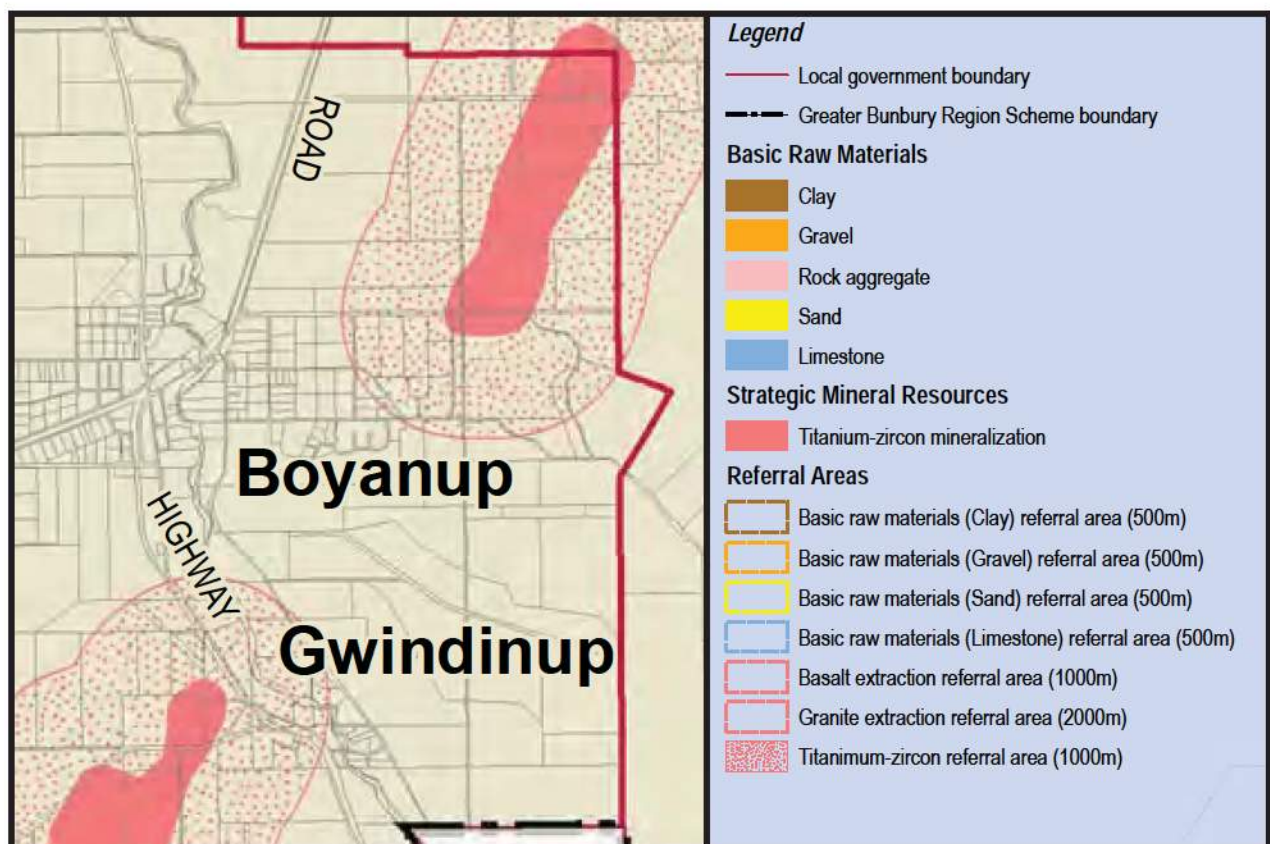 ROAD
Boyanup
HIGHWAY
Gwindinup
Legend
Local government boundary
Greater Bunbury Region Scheme boundary
Basic Raw Materials
Clay
Gravel
Rock aggregate
Sand
Limestone
Strategic Mineral Resources
Titanium-zircon mineralization
Referral Areas
Basic raw materials (Clay) referral area (500m)
Basic raw materials (Gravel) referral area (500m)
Basic raw materials (Sand) referral area (500m)
Basic raw materials (Limestone) referral area (500m)
Basalt extraction referral area (1000m)
Granite extraction referral area (2000m)
Titanimum-zircon referral area (1000m)